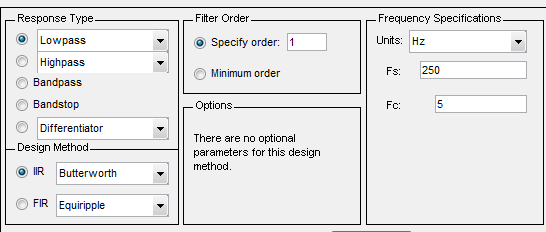 Response Type
Lowpass
Highpass
Bandpass
Bandstop
Differentiator
Design Method
IIR Butterworth
FIR Equiripple
Filter Order
Specify order: 1
Minimum order
Options
There are no optional
parameters for this design
method.
Frequency Specifications
Units: Hz
Fs: 250
Fc: 5